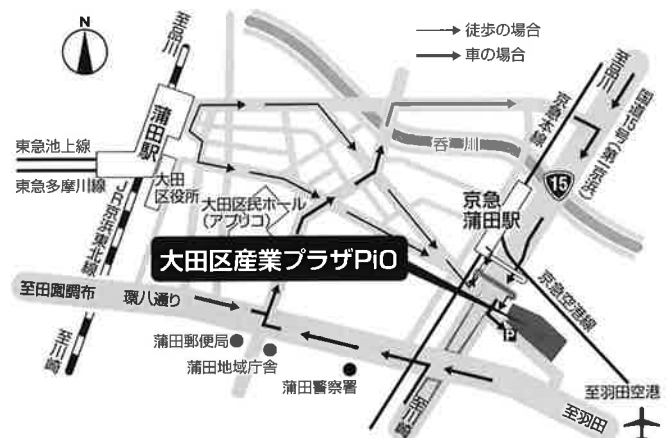 N
徒歩の場合
車の場合
至品川
至品川
蒲田駅
京急本線
国道15号(第一京浜)
呑川
15
東急池上線
東急多摩川線
大田
区役所
大田区民ホール
(アプリコ)
京急
蒲田駅
JR京浜東北線
大田区産業プラザPiO
京急空港線
至田園調布
環八通り
P
蒲田郵便局
蒲田地域庁舎
蒲田警察署
至川崎
至川崎
至羽田
至羽田空港